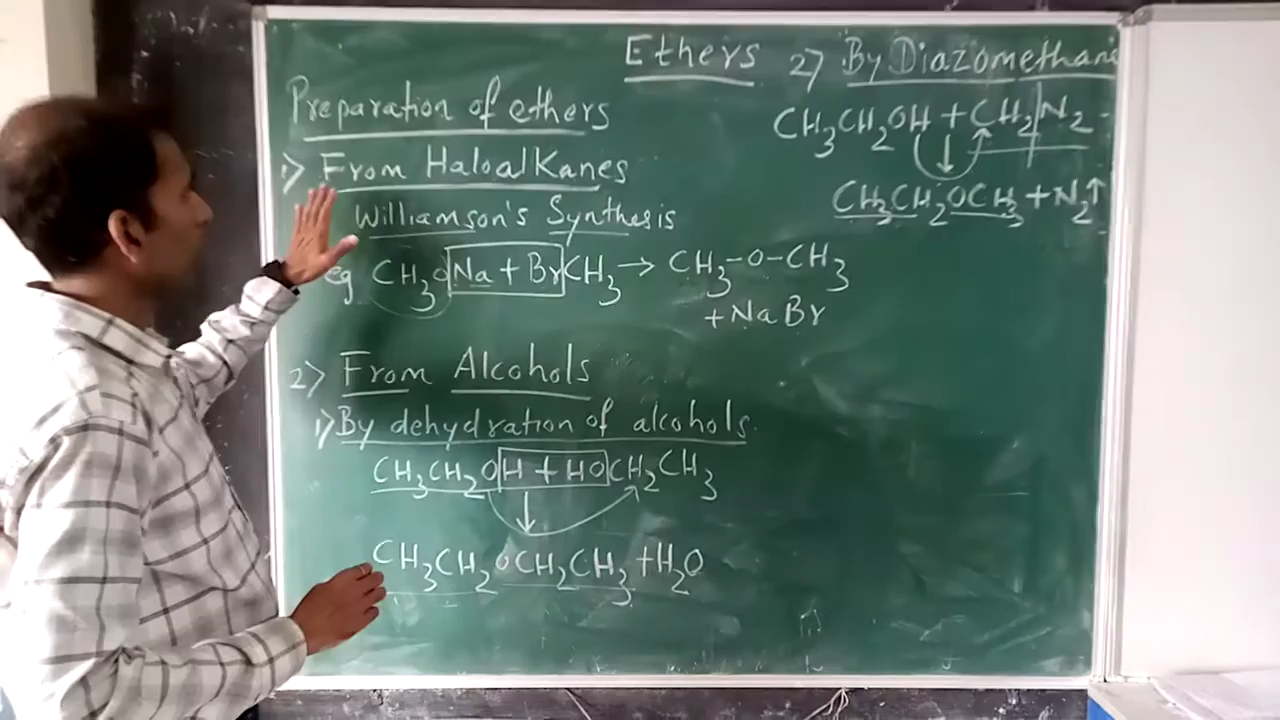 Ethers
Preparation of ethers
1) From Haloalkanes
Williamson's Synthesis
eg CH3ONa + BrCH3 → CH3-O-CH3
+ NaBr
2) From Alcohols
1) By dehydration of alcohols.
CH3CH2OH + HOCH2CH3
↓
CH3CH2OCH2CH3 + H2O
2) By Diazomethane
CH3CH2OH + CH2N2
↓
CH3CH2OCH3 + N2↑